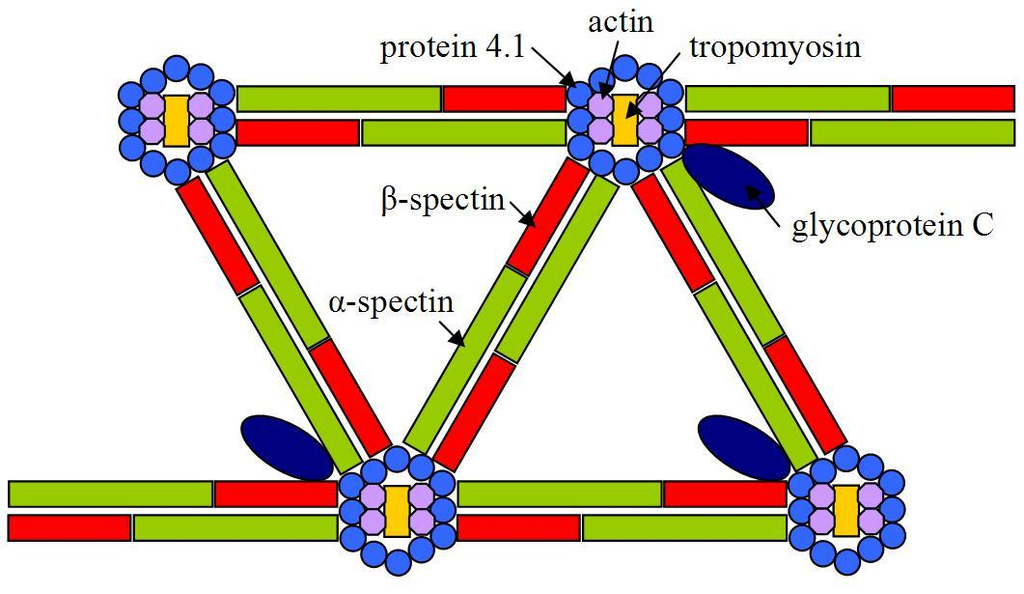 actin
protein 4.1
tropomyosin
β-spectin
glycoprotein C
α-spectin